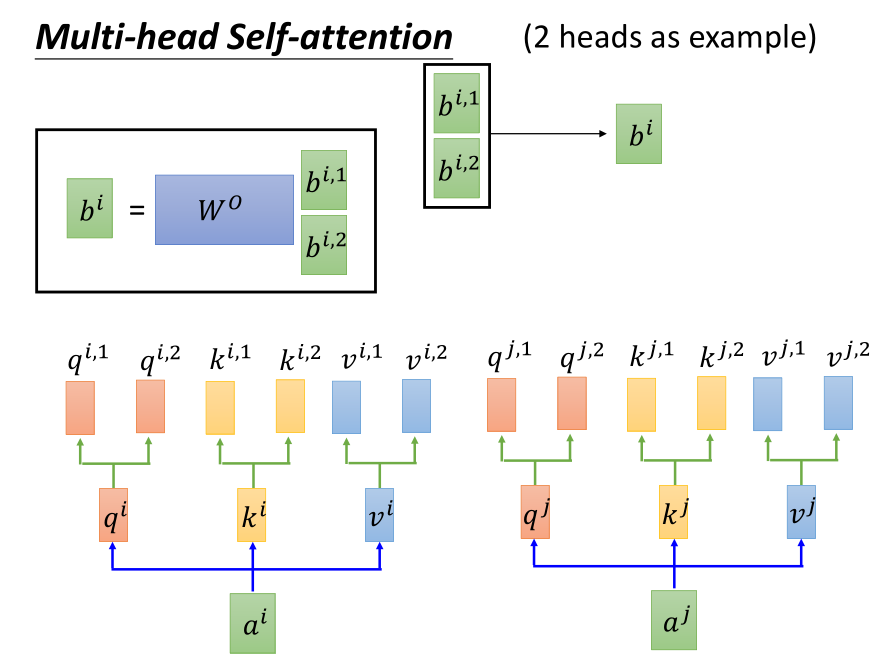 Multi-head Self-attention (2 heads as example)
b^{i,1}
b^{i,2}
b^i
b^i = W^O b^{i,1}
b^{i,2}
q^{i,1} q^{i,2} k^{i,1} k^{i,2} v^{i,1} v^{i,2} q^{j,1} q^{j,2} k^{j,1} k^{j,2} v^{j,1} v^{j,2}
q^i k^i v^i q^j k^j v^j
a^i a^j